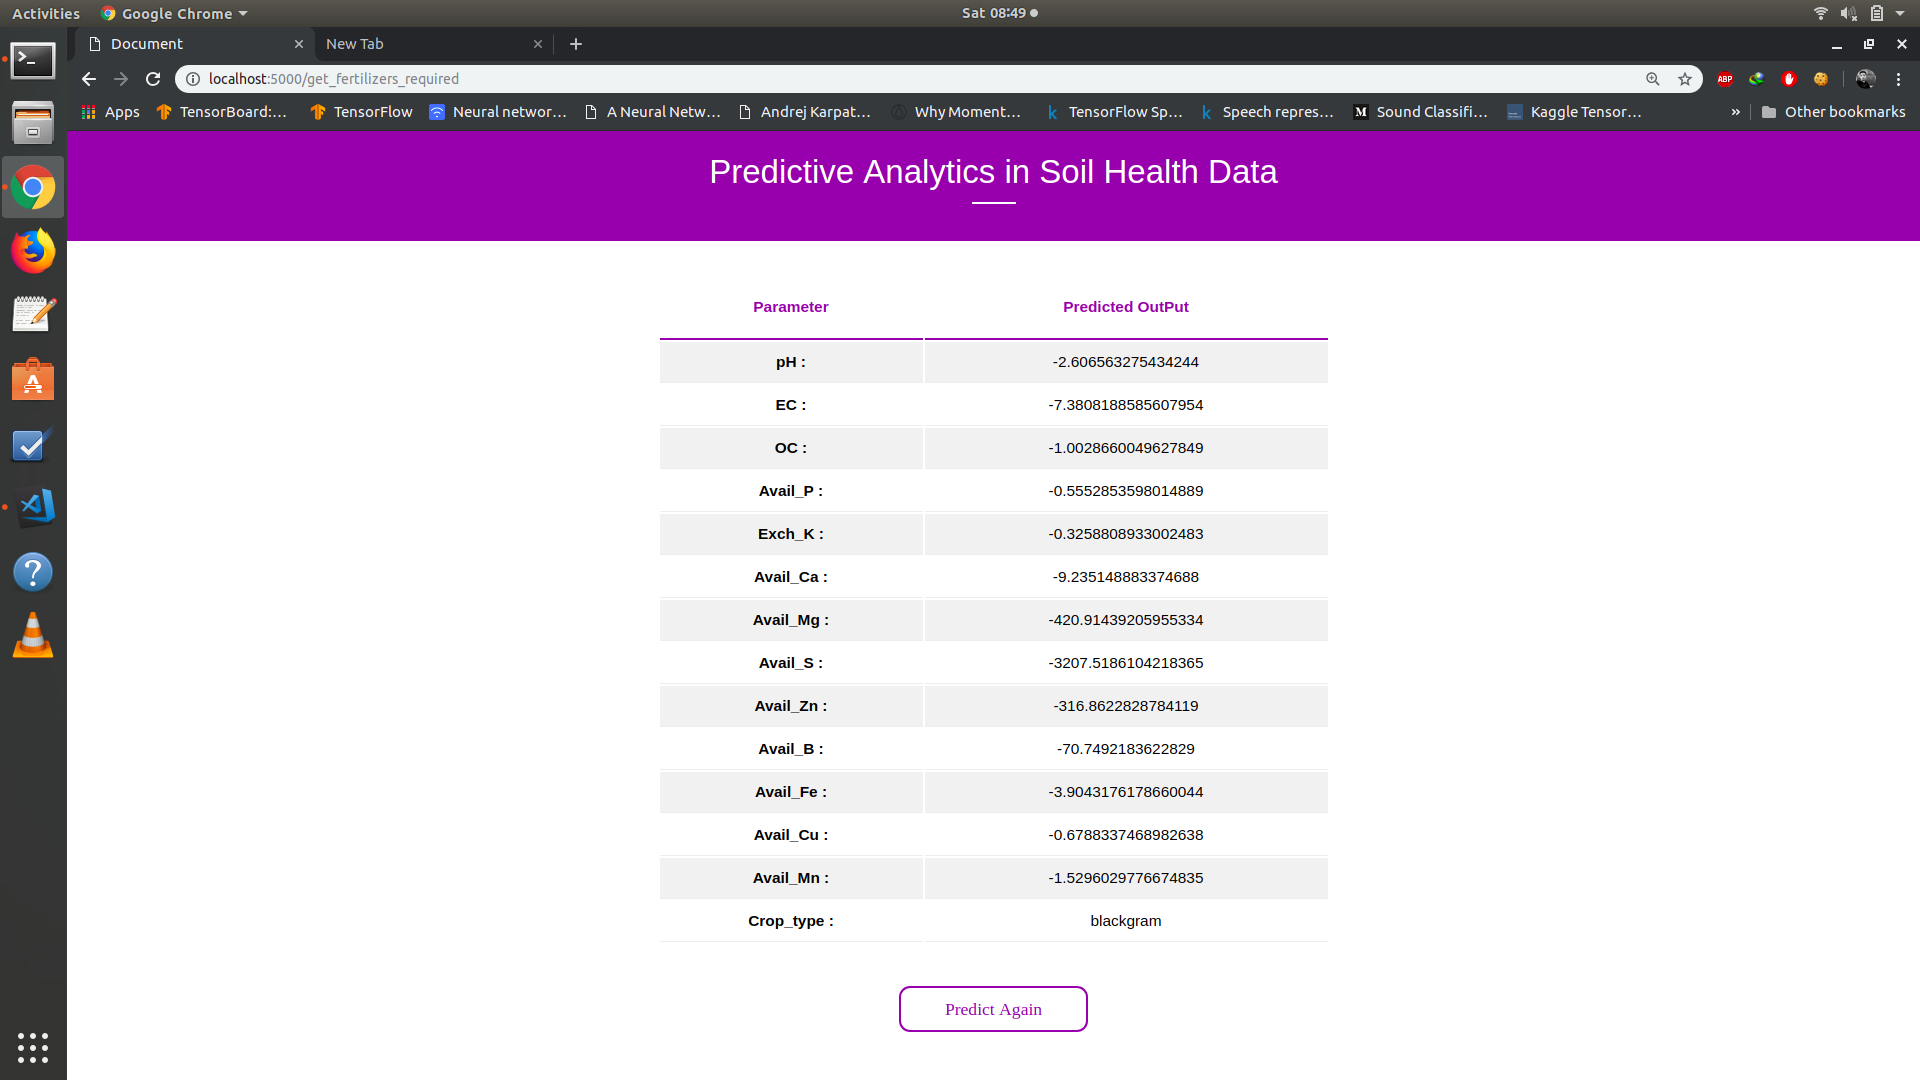 Activities Google Chrome Sat 08:49
Document New Tab
localhost:5000/get_fertilizers_required ABP
Apps TensorBoard:... TensorFlow Neural networ... A Neural Netw... Andrej Karpat... Why Moment... TensorFlow Sp... Speech repres... Sound Classifi... Kaggle Tensor... » Other bookmarks
Predictive Analytics in Soil Health Data
Parameter Predicted OutPut
pH : -2.606563275434244
EC : -7.3808188585607954
OC : -1.0028660049627849
Avail_P : -0.5552853598014889
Exch_K : -0.3258808933002483
Avail_Ca : -9.235148883374688
Avail_Mg : -420.91439205955334
Avail_S : -3207.5186104218365
Avail_Zn : -316.8622828784119
Avail_B : -70.7492183622829
Avail_Fe : -3.9043176178660044
Avail_Cu : -0.6788337468982638
Avail_Mn : -1.5296029776674835
Crop_type : blackgram
Predict Again